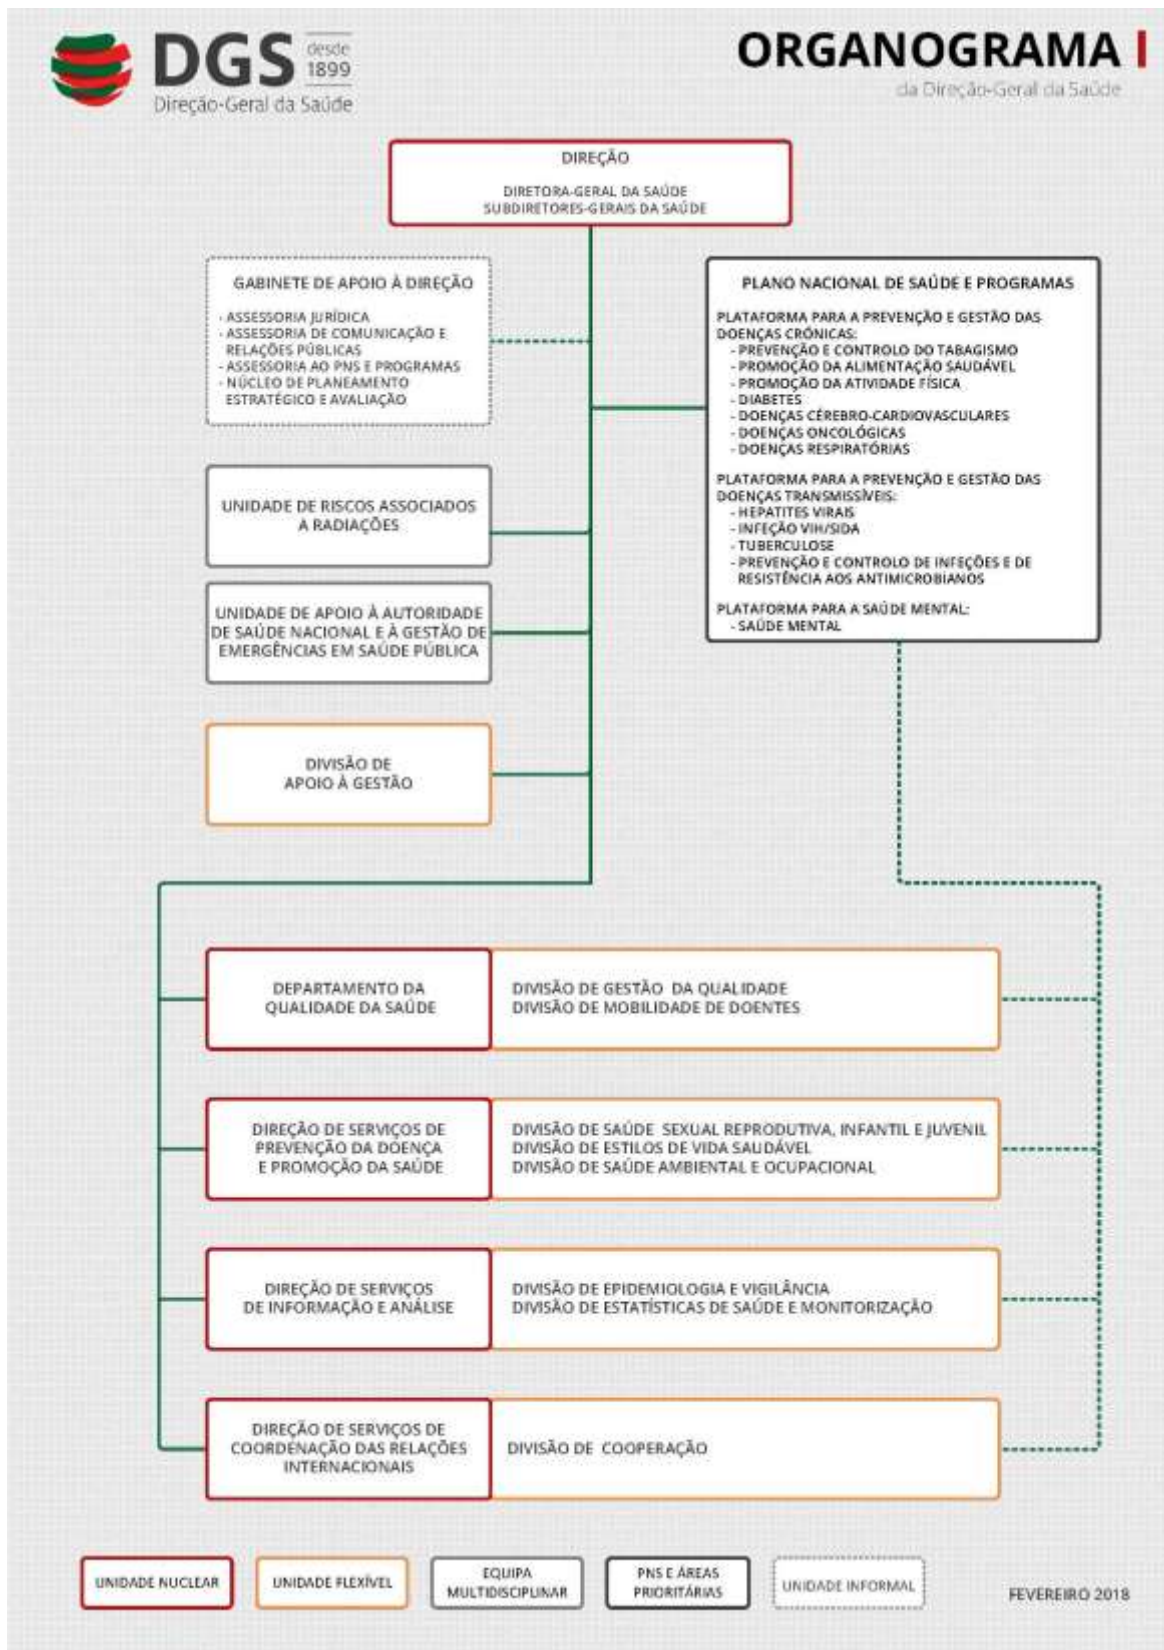 DGS desde 1899
Direção-Geral da Saúde
ORGANOGRAMA
da Direção-Geral da Saúde
DIREÇÃO
DIRETORA-GERAL DA SAÚDE
SUBDIRETORES-GERAIS DA SAÚDE
GABINETE DE APOIO À DIREÇÃO
- ASSESSORIA JURÍDICA
- ASSESSORIA DE COMUNICAÇÃO E
RELAÇÕES PÚBLICAS
- ASSESSORIA AO PNS E PROGRAMAS
- NÚCLEO DE PLANEAMENTO
ESTRATÉGICO E AVALIAÇÃO
PLANO NACIONAL DE SAÚDE E PROGRAMAS
PLATAFORMA PARA A PREVENÇÃO E GESTÃO DAS
DOENÇAS CRÓNICAS:
- PREVENÇÃO E CONTROLO DO TABAGISMO
- PROMOÇÃO DA ALIMENTAÇÃO SAUDÁVEL
- PROMOÇÃO DA ATIVIDADE FÍSICA
- DIABETES
- DOENÇAS CÉREBRO-CARDIOVASCULARES
- DOENÇAS ONCOLÓGICAS
- DOENÇAS RESPIRATÓRIAS
PLATAFORMA PARA A PREVENÇÃO E GESTÃO DAS
DOENÇAS TRANSMISSÍVEIS:
- HEPATITES VIRAIS
- INFEÇÃO VIH/SIDA
- TUBERCULOSE
- PREVENÇÃO E CONTROLO DE INFEÇÕES E DE
RESISTÊNCIA AOS ANTIMICROBIANOS
PLATAFORMA PARA A SAÚDE MENTAL:
- SAÚDE MENTAL
UNIDADE DE RISCOS ASSOCIADOS
A RADIAÇÕES
UNIDADE DE APOIO À AUTORIDADE
DE SAÚDE NACIONAL E À GESTÃO DE
EMERGÊNCIAS EM SAÚDE PÚBLICA
DIVISÃO DE
APOIO À GESTÃO
DEPARTAMENTO DA
QUALIDADE DA SAÚDE
DIVISÃO DE GESTÃO DA QUALIDADE
DIVISÃO DE MOBILIDADE DE DOENTES
DIREÇÃO DE SERVIÇOS DE
PREVENÇÃO DA DOENÇA
E PROMOÇÃO DA SAÚDE
DIVISÃO DE SAÚDE SEXUAL REPRODUTIVA, INFANTIL E JUVENIL
DIVISÃO DE ESTILOS DE VIDA SAUDÁVEL
DIVISÃO DE SAÚDE AMBIENTAL E OCUPACIONAL
DIREÇÃO DE SERVIÇOS
DE INFORMAÇÃO E ANÁLISE
DIVISÃO DE EPIDEMIOLOGIA E VIGILÂNCIA
DIVISÃO DE ESTATÍSTICAS DE SAÚDE E MONITORIZAÇÃO
DIREÇÃO DE SERVIÇOS DE
COORDENAÇÃO DAS RELAÇÕES
INTERNACIONAIS
DIVISÃO DE COOPERAÇÃO
UNIDADE NUCLEAR
UNIDADE FLEXÍVEL
EQUIPA
MULTIDISCIPLINAR
PNS E ÁREAS
PRIORITÁRIAS
UNIDADE INFORMAL
FEVEREIRO 2018